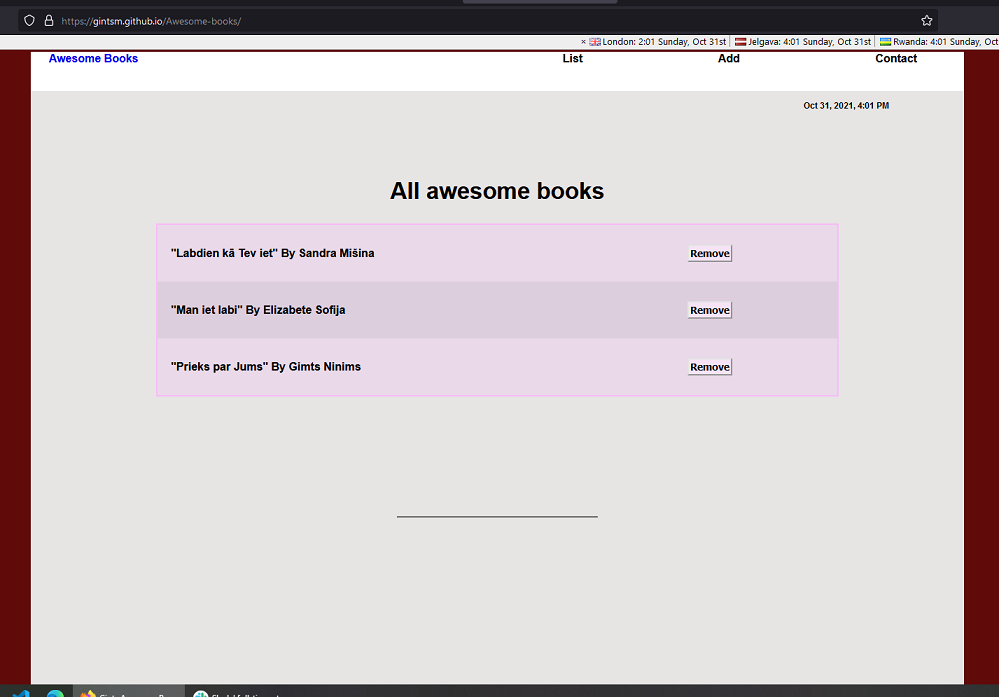 https://gintsm.github.io/Awesome-books/
× London: 2:01 Sunday, Oct 31st Jelgava: 4:01 Sunday, Oct 31st Rwanda: 4:01 Sunday, Oct
Awesome Books List Add Contact
Oct 31, 2021, 4:01 PM
All awesome books
"Labdien kā Tev iet" By Sandra Mišina Remove
"Man iet labi" By Elizabete Sofija Remove
"Prieks par Jums" By Gimts Ninims Remove